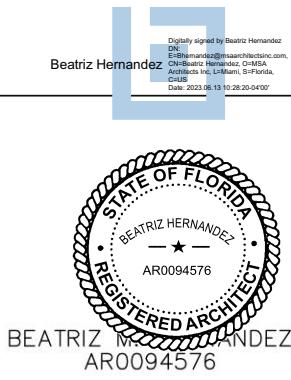 Beatriz Hernandez
Digitally signed by Beatriz Hernandez
DN:
E=Bhernandez@msaarchitectsinc.com,
CN=Beatriz Hernandez, O=MSA
Architects Inc, L=Miami, S=Florida,
C=US
Date: 2023.06.13 10:28:20-04'00'
STATE OF FLORIDA
BEATRIZ HERNANDEZ
AR0094576
REGISTERED ARCHITECT
BEATRIZ M. HERNANDEZ
AR0094576